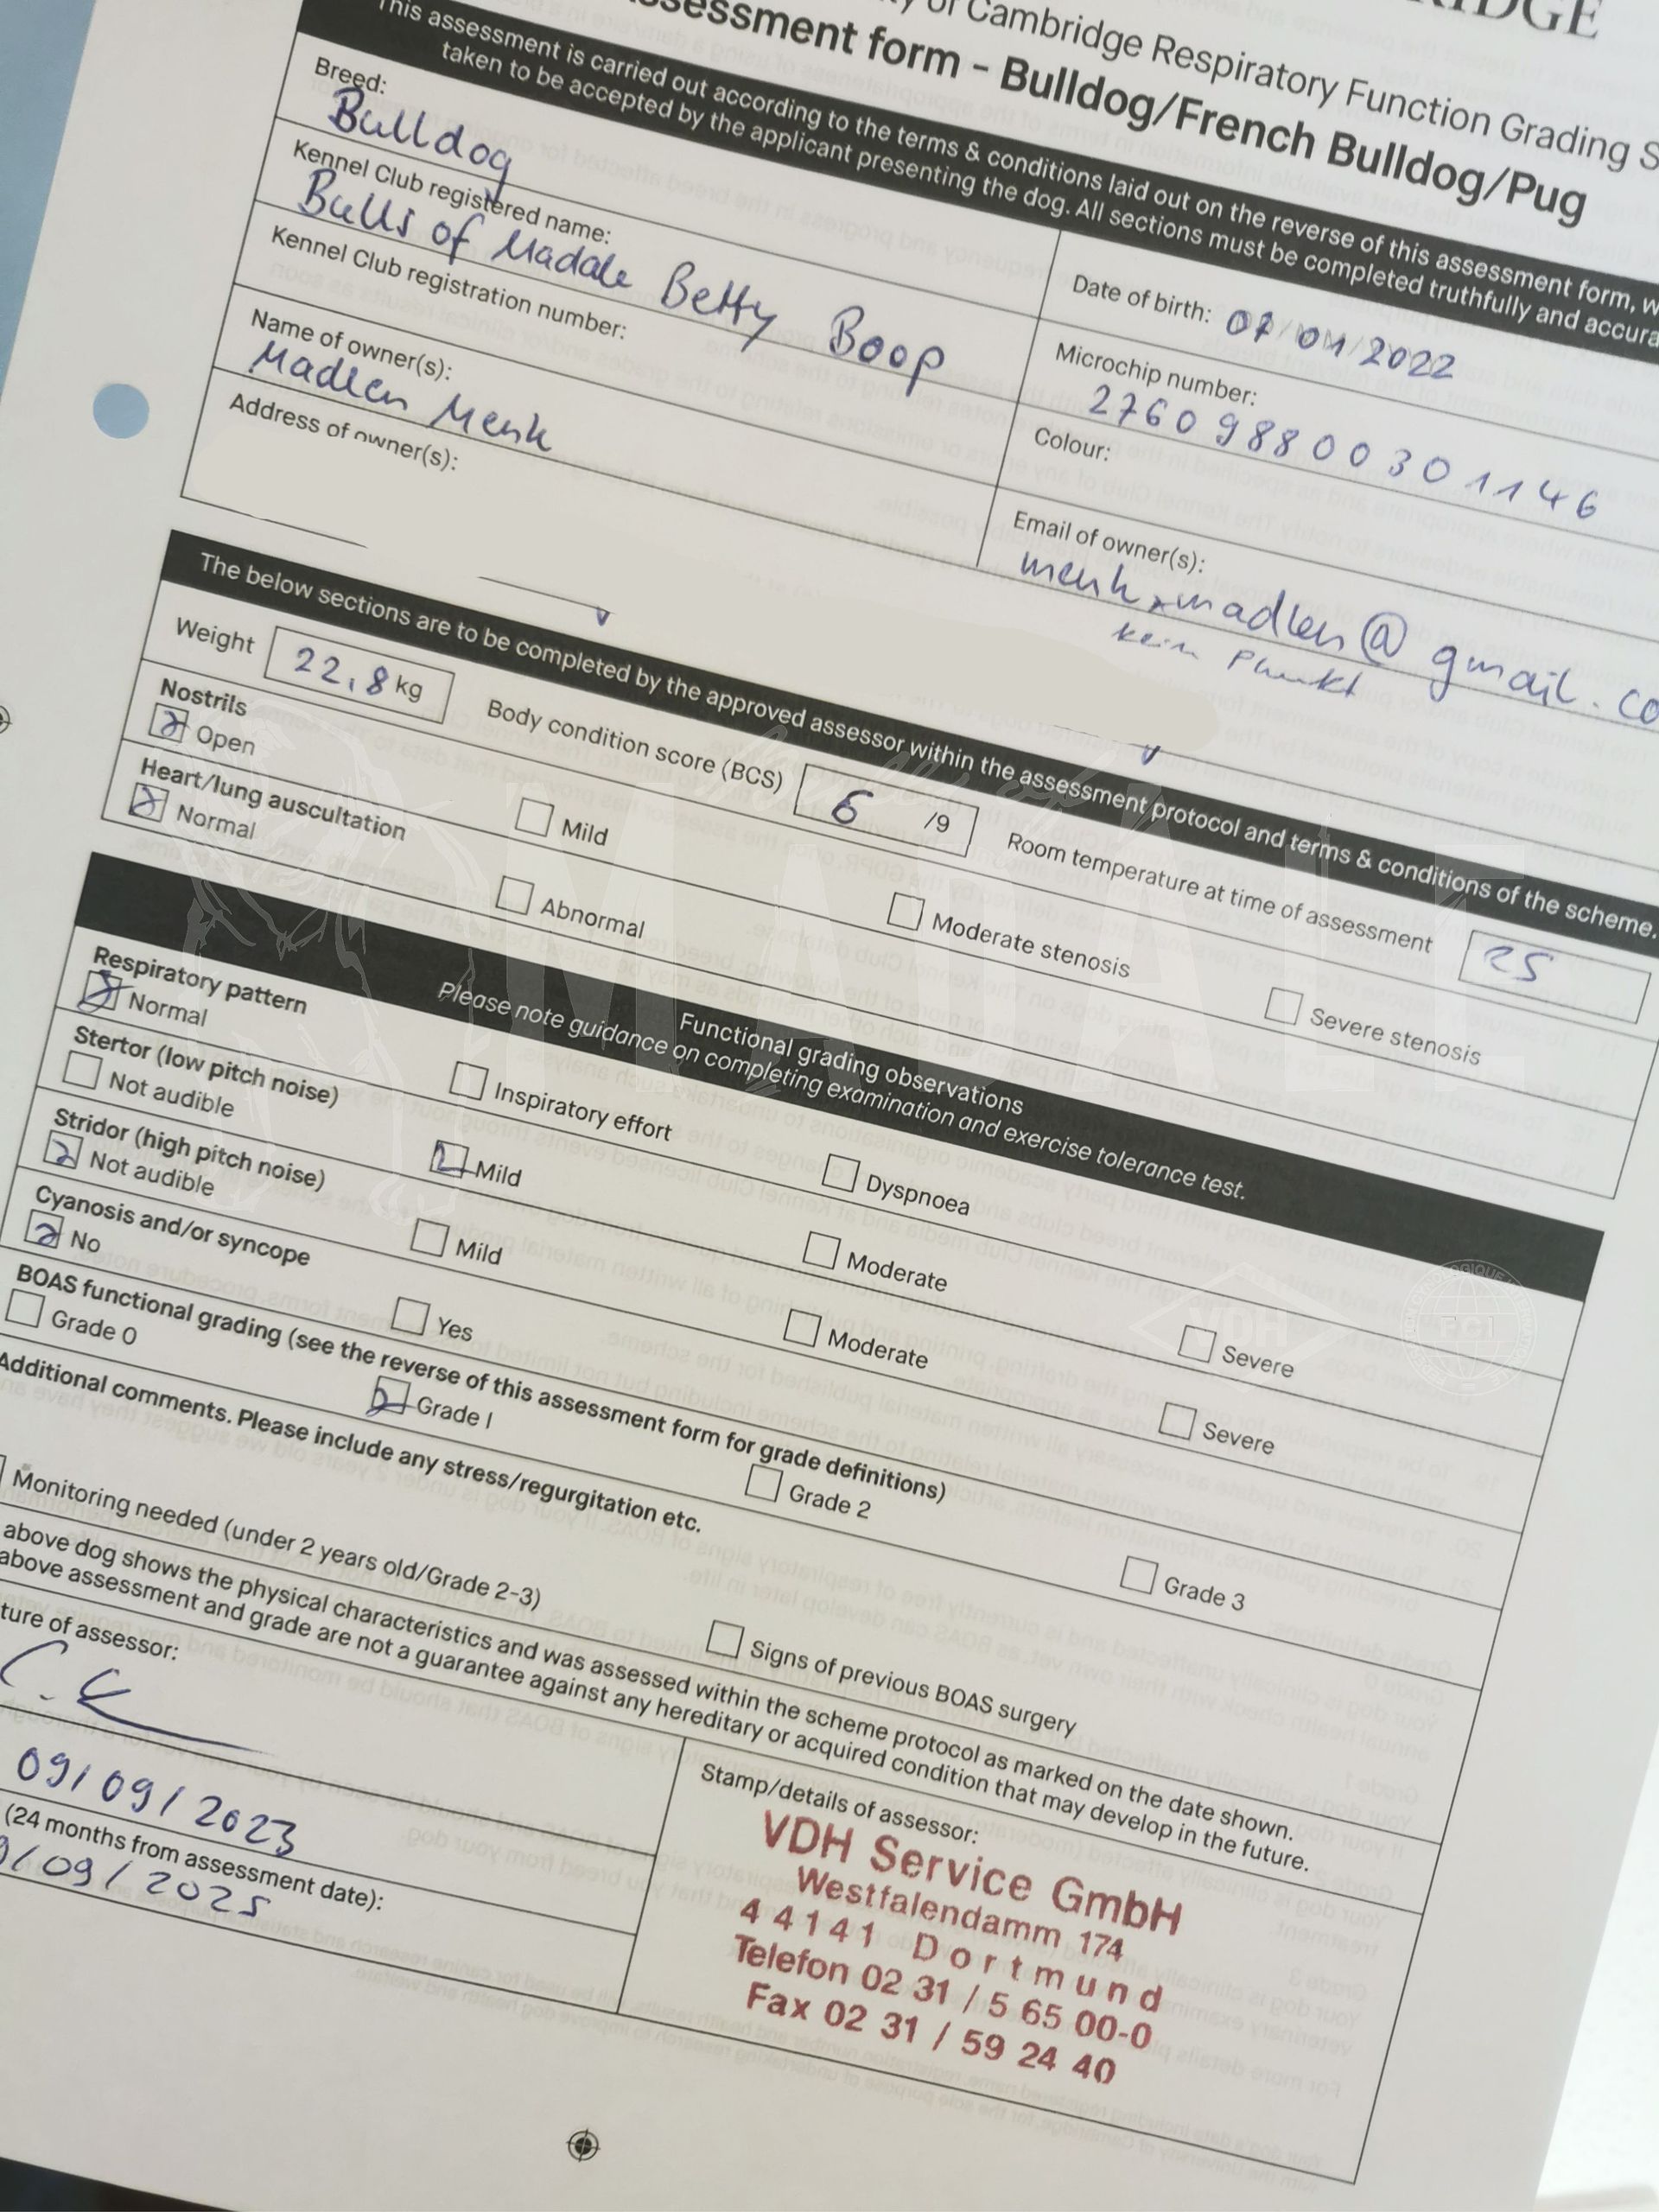 RIDGE
of Cambridge Respiratory Function Grading S
sessment form - Bulldog/French Bulldog/Pug
This assessment is carried out according to the terms & conditions laid out on the reverse of this assessment form, w
taken to be accepted by the applicant presenting the dog. All sections must be completed truthfully and accura
Breed:
Bulldog
Date of birth: 07/01/2022
Kennel Club registered name:
Bulls of Madale Betty Boop
Microchip number:
276098800301146
Kennel Club registration number:
Colour:
Name of owner(s):
Madlen Menk
Email of owner(s):
menk.madlen@gmail.co
kein Punkt
Address of owner(s):
The below sections are to be completed by the approved assessor within the assessment protocol and terms & conditions of the scheme.
Weight 22,8 kg Body condition score (BCS) 6 /9 Room temperature at time of assessment 25
Nostrils
Open Mild Moderate stenosis Severe stenosis
Heart/lung auscultation
Normal Abnormal
Functional grading observations
Please note guidance on completing examination and exercise tolerance test.
Respiratory pattern
Normal Inspiratory effort Dyspnoea
Stertor (low pitch noise)
Not audible Mild Moderate Severe
Stridor (high pitch noise)
Not audible Mild Moderate Severe
Cyanosis and/or syncope
No Yes
BOAS functional grading (see the reverse of this assessment form for grade definitions)
Grade 0 Grade I Grade 2 Grade 3
Additional comments. Please include any stress/regurgitation etc.
Monitoring needed (under 2 years old/Grade 2-3) Signs of previous BOAS surgery
above dog shows the physical characteristics and was assessed within the scheme protocol as marked on the date shown.
above assessment and grade are not a guarantee against any hereditary or acquired condition that may develop in the future.
ture of assessor:
C.K
09/09/2023
(24 months from assessment date):
9/09/2025
Stamp/details of assessor:
VDH Service GmbH
Westfalendamm 174
44141 Dortmund
Telefon 02 31 / 5 65 00-0
Fax 02 31 / 59 24 40
bulls of
MADALE
VDH
FCI